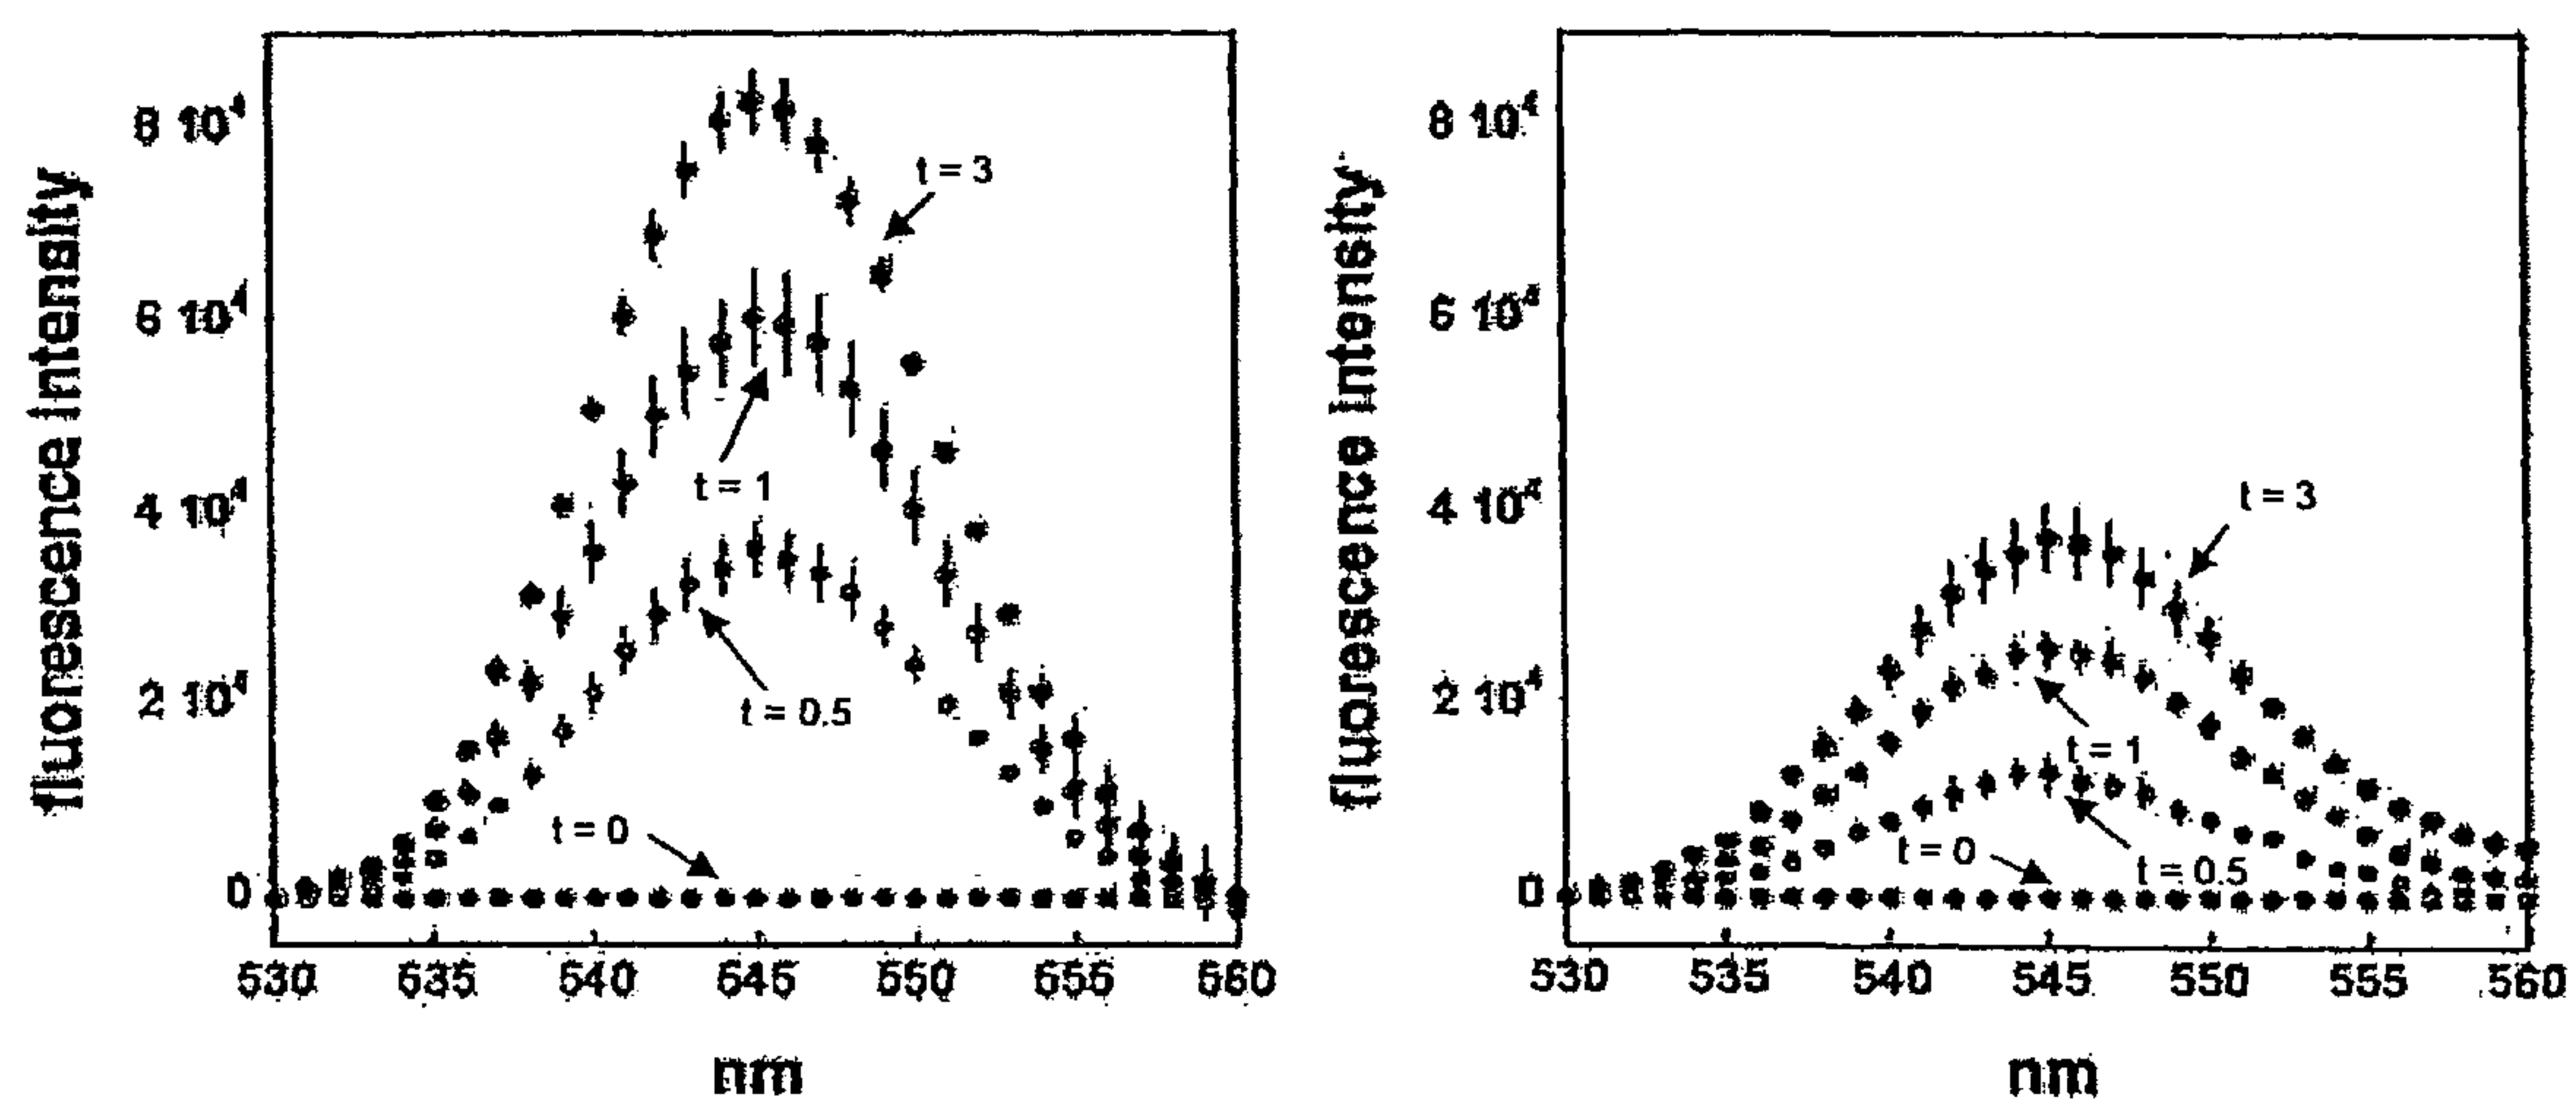 fluorescence intensity
8 10⁴
6 10⁴
4 10⁴
2 10⁴
0
t = 3
t = 1
t = 0.5
t = 0
530 535 540 545 550 555 560
nm
fluorescence intensity
8 10⁴
6 10⁴
4 10⁴
2 10⁴
0
t = 3
t = 1
t = 0
t = 0.5
530 535 540 545 550 555 560
nm